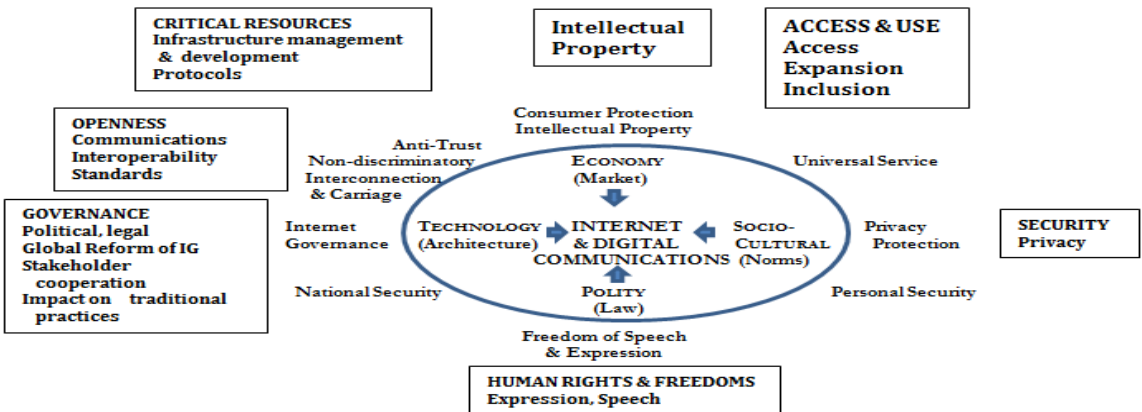 CRITICAL RESOURCES
Infrastructure management
& development
Protocols
Intellectual
Property
ACCESS & USE
Access
Expansion
Inclusion
OPENNESS
Communications
Interoperability
Standards
Consumer Protection
Intellectual Property
Anti-Trust
Non-discriminatory
Interconnection
& Carriage
ECONOMY
(Market)
Universal Service
GOVERNANCE
Political, legal
Global Reform of IG
Stakeholder
cooperation
Impact on traditional
practices
Internet
Governance
TECHNOLOGY
(Architecture)
INTERNET
& DIGITAL
COMMUNICATIONS
SOCIO-
CULTURAL
(Norms)
Privacy
Protection
SECURITY
Privacy
National Security
POLITY
(Law)
Personal Security
Freedom of Speech
& Expression
HUMAN RIGHTS & FREEDOMS
Expression, Speech